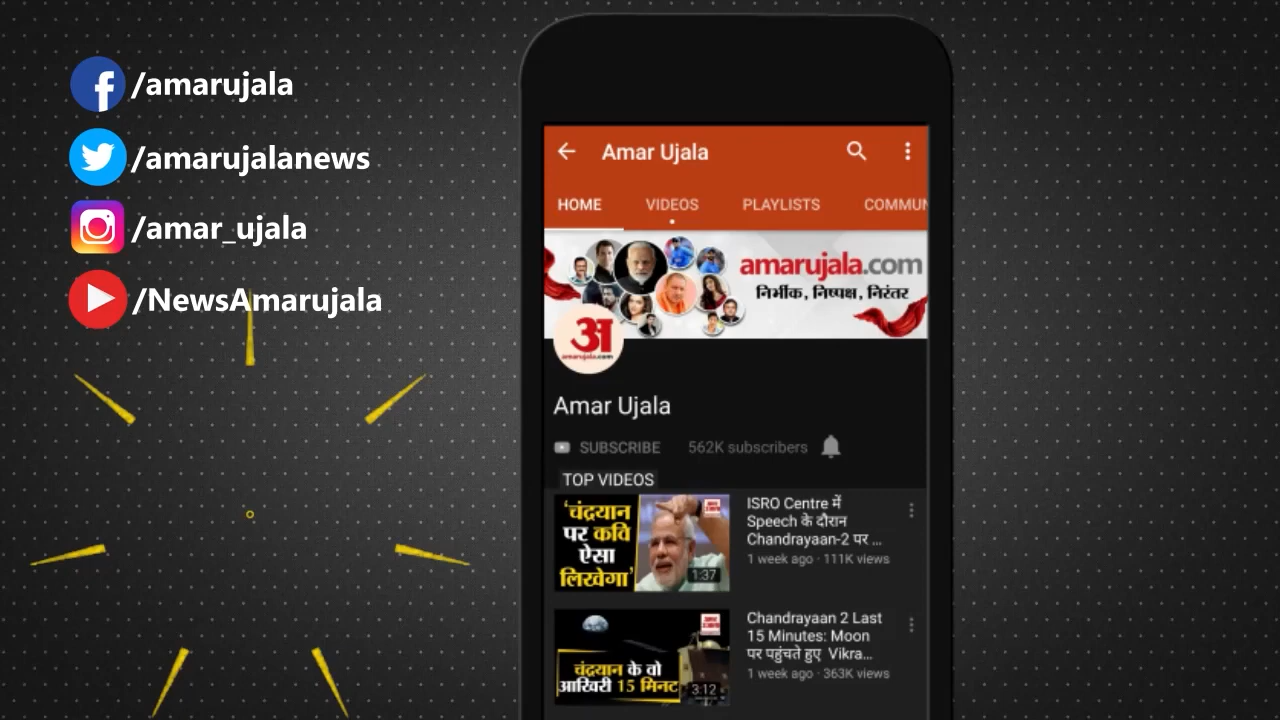 /amarujala
/amarujalanews
/amar_ujala
/NewsAmarujala
Amar Ujala
HOME VIDEOS PLAYLISTS COMMUN
amarujala.com
निर्भीक, निष्पक्ष, निरंतर
अ
amarujala.com
Amar Ujala
SUBSCRIBE 562K subscribers
TOP VIDEOS
'चंद्रयान
पर कवि
ऐसा
लिखेगा'
1:37
ISRO Centre में
Speech के दौरान
Chandrayaan-2 पर ...
1 week ago · 111K views
चंद्रयान के वो
आखिरी 15 मिनट
3:12
Chandrayaan 2 Last
15 Minutes: Moon
पर पहुंचते हुए Vikra...
1 week ago · 363K views